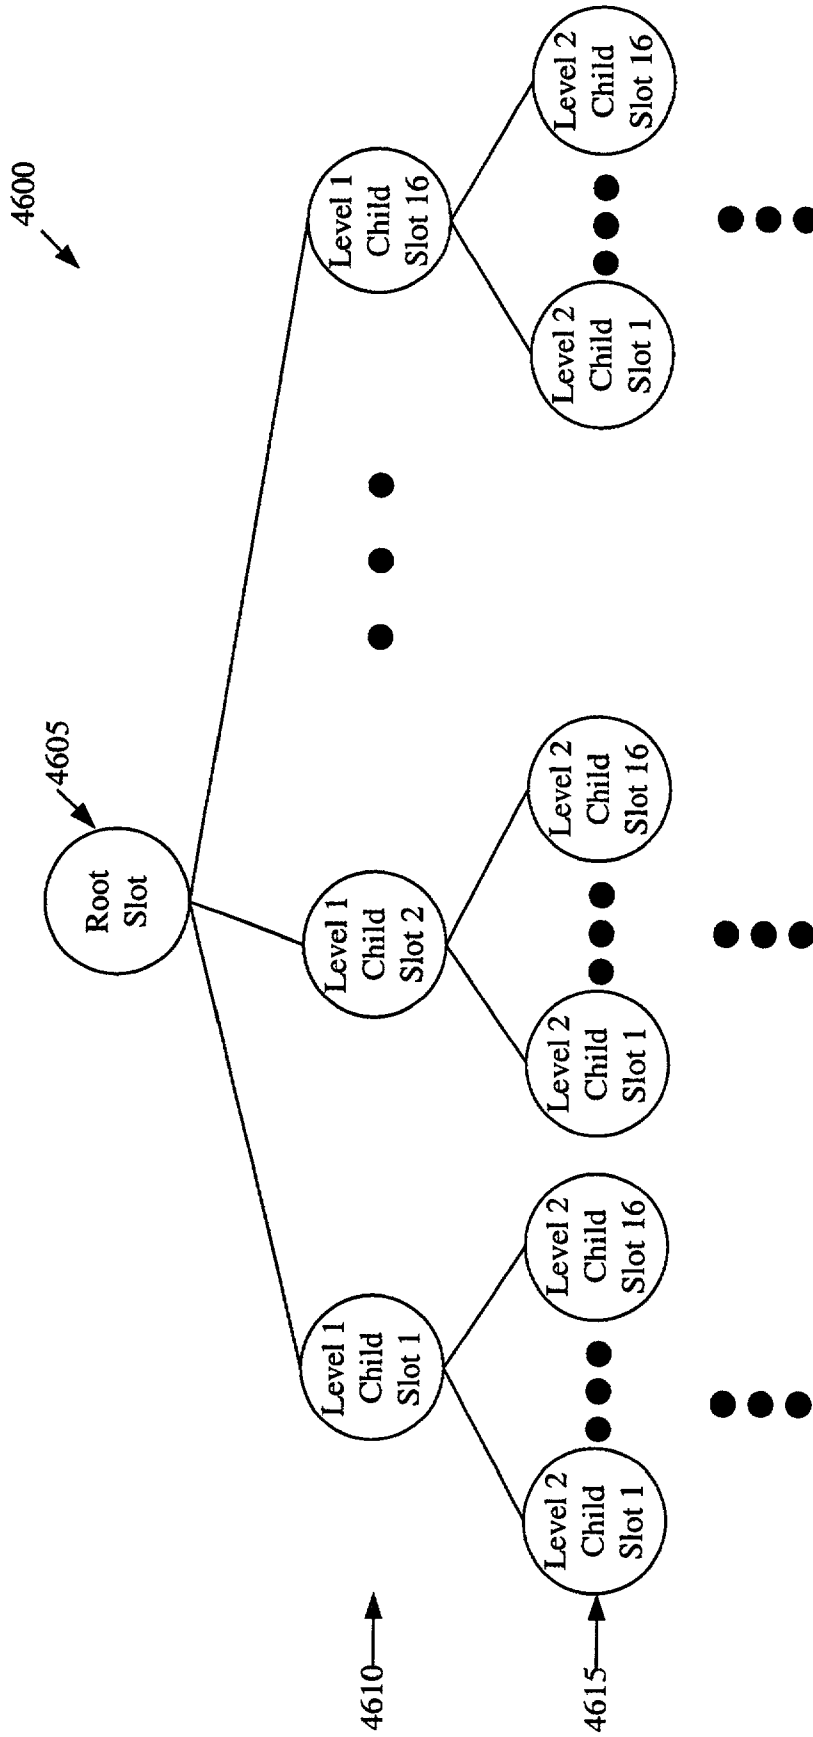 4600
4605
Root
Slot
4610
Level 1
Child
Slot 1
Level 1
Child
Slot 2
Level 1
Child
Slot 16
4615
Level 2
Child
Slot 1
Level 2
Child
Slot 16
Level 2
Child
Slot 1
Level 2
Child
Slot 16
Level 2
Child
Slot 1
Level 2
Child
Slot 16